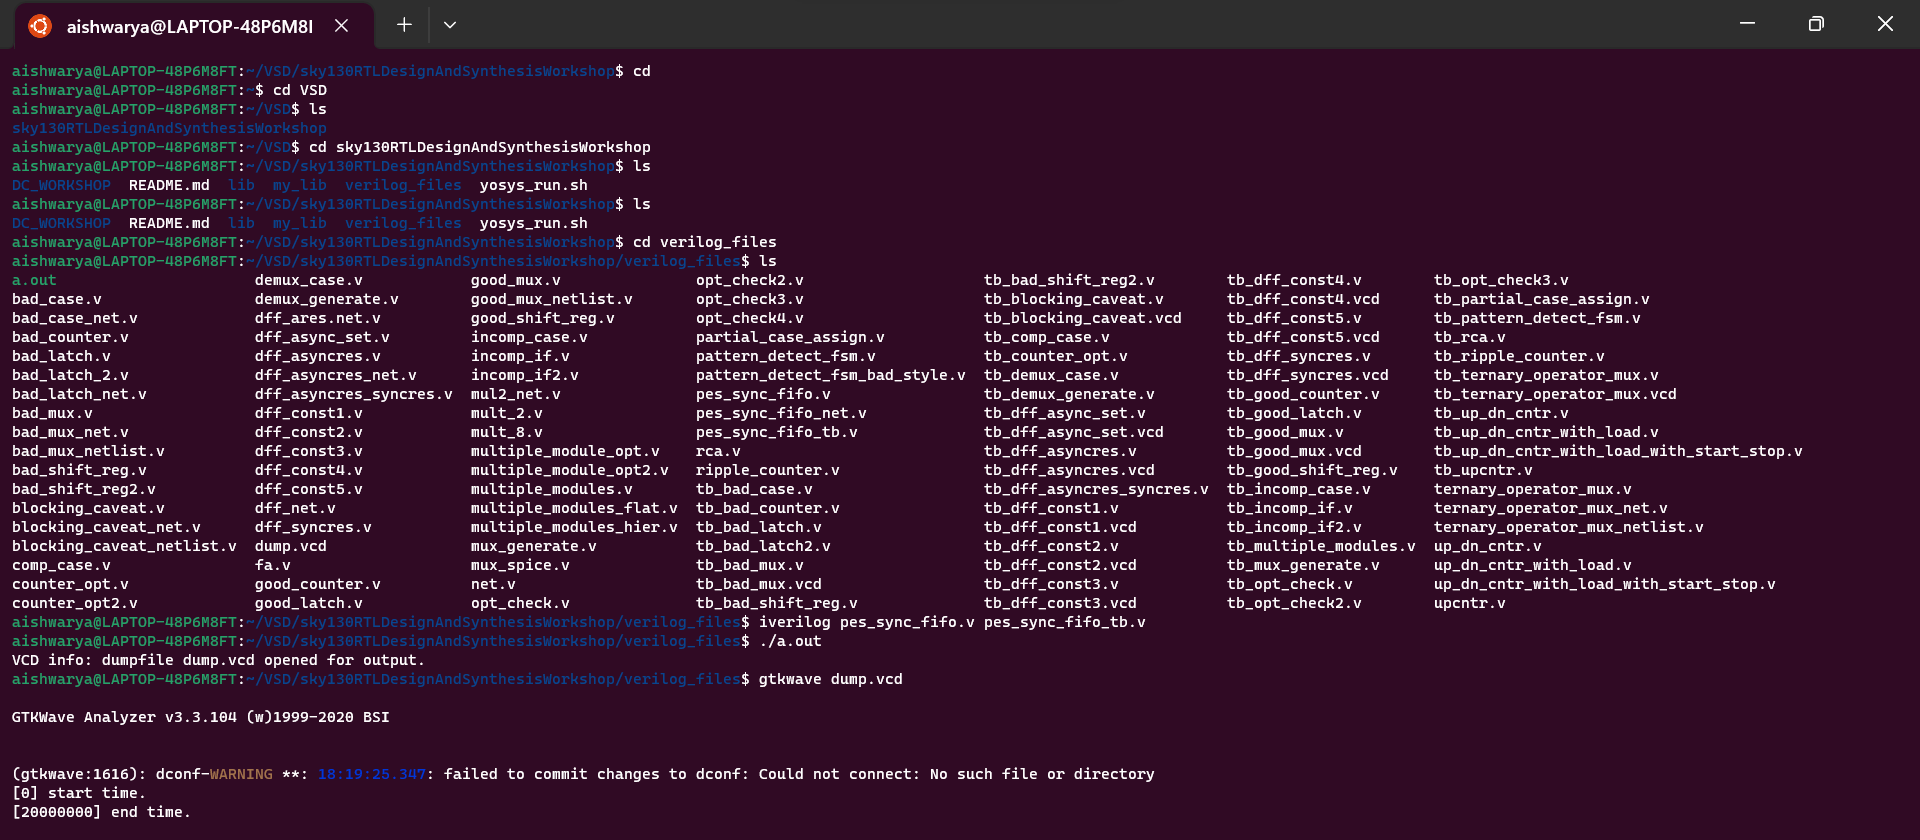 aishwarya@LAPTOP-48P6M8I
aishwarya@LAPTOP-48P6M8FT:~/VSD/sky130RTLDesignAndSynthesisWorkshop$ cd
aishwarya@LAPTOP-48P6M8FT:~$ cd VSD
aishwarya@LAPTOP-48P6M8FT:~/VSD$ ls
sky130RTLDesignAndSynthesisWorkshop
aishwarya@LAPTOP-48P6M8FT:~/VSD$ cd sky130RTLDesignAndSynthesisWorkshop
aishwarya@LAPTOP-48P6M8FT:~/VSD/sky130RTLDesignAndSynthesisWorkshop$ ls
DC_WORKSHOP  README.md  lib  my_lib  verilog_files  yosys_run.sh
aishwarya@LAPTOP-48P6M8FT:~/VSD/sky130RTLDesignAndSynthesisWorkshop$ ls
DC_WORKSHOP  README.md  lib  my_lib  verilog_files  yosys_run.sh
aishwarya@LAPTOP-48P6M8FT:~/VSD/sky130RTLDesignAndSynthesisWorkshop$ cd verilog_files
aishwarya@LAPTOP-48P6M8FT:~/VSD/sky130RTLDesignAndSynthesisWorkshop/verilog_files$ ls
a.out  demux_case.v  good_mux.v  opt_check2.v  tb_bad_shift_reg2.v  tb_dff_const4.v  tb_opt_check3.v
bad_case.v  demux_generate.v  good_mux_netlist.v  opt_check3.v  tb_blocking_caveat.v  tb_dff_const4.vcd  tb_partial_case_assign.v
bad_case_net.v  dff_ares.net.v  good_shift_reg.v  opt_check4.v  tb_blocking_caveat.vcd  tb_dff_const5.v  tb_pattern_detect_fsm.v
bad_counter.v  dff_async_set.v  incomp_case.v  partial_case_assign.v  tb_comp_case.v  tb_dff_const5.vcd  tb_rca.v
bad_latch.v  dff_asyncres.v  incomp_if.v  pattern_detect_fsm.v  tb_counter_opt.v  tb_dff_syncres.v  tb_ripple_counter.v
bad_latch_2.v  dff_asyncres_net.v  incomp_if2.v  pattern_detect_fsm_bad_style.v  tb_demux_case.v  tb_dff_syncres.vcd  tb_ternary_operator_mux.v
bad_latch_net.v  dff_asyncres_syncres.v  mul2_net.v  pes_sync_fifo.v  tb_demux_generate.v  tb_good_counter.v  tb_ternary_operator_mux.vcd
bad_mux.v  dff_const1.v  mult_2.v  pes_sync_fifo_net.v  tb_dff_async_set.v  tb_good_latch.v  tb_up_dn_cntr.v
bad_mux_net.v  dff_const2.v  mult_8.v  pes_sync_fifo_tb.v  tb_dff_async_set.vcd  tb_good_mux.v  tb_up_dn_cntr_with_load.v
bad_mux_netlist.v  dff_const3.v  multiple_module_opt.v  rca.v  tb_dff_asyncres.v  tb_good_mux.vcd  tb_up_dn_cntr_with_load_with_start_stop.v
bad_shift_reg.v  dff_const4.v  multiple_module_opt2.v  ripple_counter.v  tb_dff_asyncres.vcd  tb_good_shift_reg.v  tb_upcntr.v
bad_shift_reg2.v  dff_const5.v  multiple_modules.v  tb_bad_case.v  tb_dff_asyncres_syncres.v  tb_incomp_case.v  ternary_operator_mux.v
blocking_caveat.v  dff_net.v  multiple_modules_flat.v  tb_bad_counter.v  tb_dff_const1.v  tb_incomp_if.v  ternary_operator_mux_net.v
blocking_caveat_net.v  dff_syncres.v  multiple_modules_hier.v  tb_bad_latch.v  tb_dff_const1.vcd  tb_incomp_if2.v  ternary_operator_mux_netlist.v
blocking_caveat_netlist.v  dump.vcd  mux_generate.v  tb_bad_latch2.v  tb_dff_const2.v  tb_multiple_modules.v  up_dn_cntr.v
comp_case.v  fa.v  mux_spice.v  tb_bad_mux.v  tb_dff_const2.vcd  tb_mux_generate.v  up_dn_cntr_with_load.v
counter_opt.v  good_counter.v  net.v  tb_bad_mux.vcd  tb_dff_const3.v  tb_opt_check.v  up_dn_cntr_with_load_with_start_stop.v
counter_opt2.v  good_latch.v  opt_check.v  tb_bad_shift_reg.v  tb_dff_const3.vcd  tb_opt_check2.v  upcntr.v
aishwarya@LAPTOP-48P6M8FT:~/VSD/sky130RTLDesignAndSynthesisWorkshop/verilog_files$ iverilog pes_sync_fifo.v pes_sync_fifo_tb.v
aishwarya@LAPTOP-48P6M8FT:~/VSD/sky130RTLDesignAndSynthesisWorkshop/verilog_files$ ./a.out
VCD info: dumpfile dump.vcd opened for output.
aishwarya@LAPTOP-48P6M8FT:~/VSD/sky130RTLDesignAndSynthesisWorkshop/verilog_files$ gtkwave dump.vcd
GTKWave Analyzer v3.3.104 (w)1999-2020 BSI
(gtkwave:1616): dconf-WARNING **: 18:19:25.347: failed to commit changes to dconf: Could not connect: No such file or directory
[0] start time.
[20000000] end time.